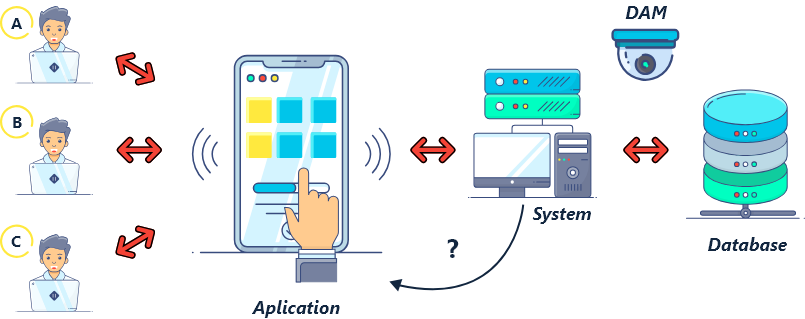 A
B
C
DAM
System
Database
?
Aplication